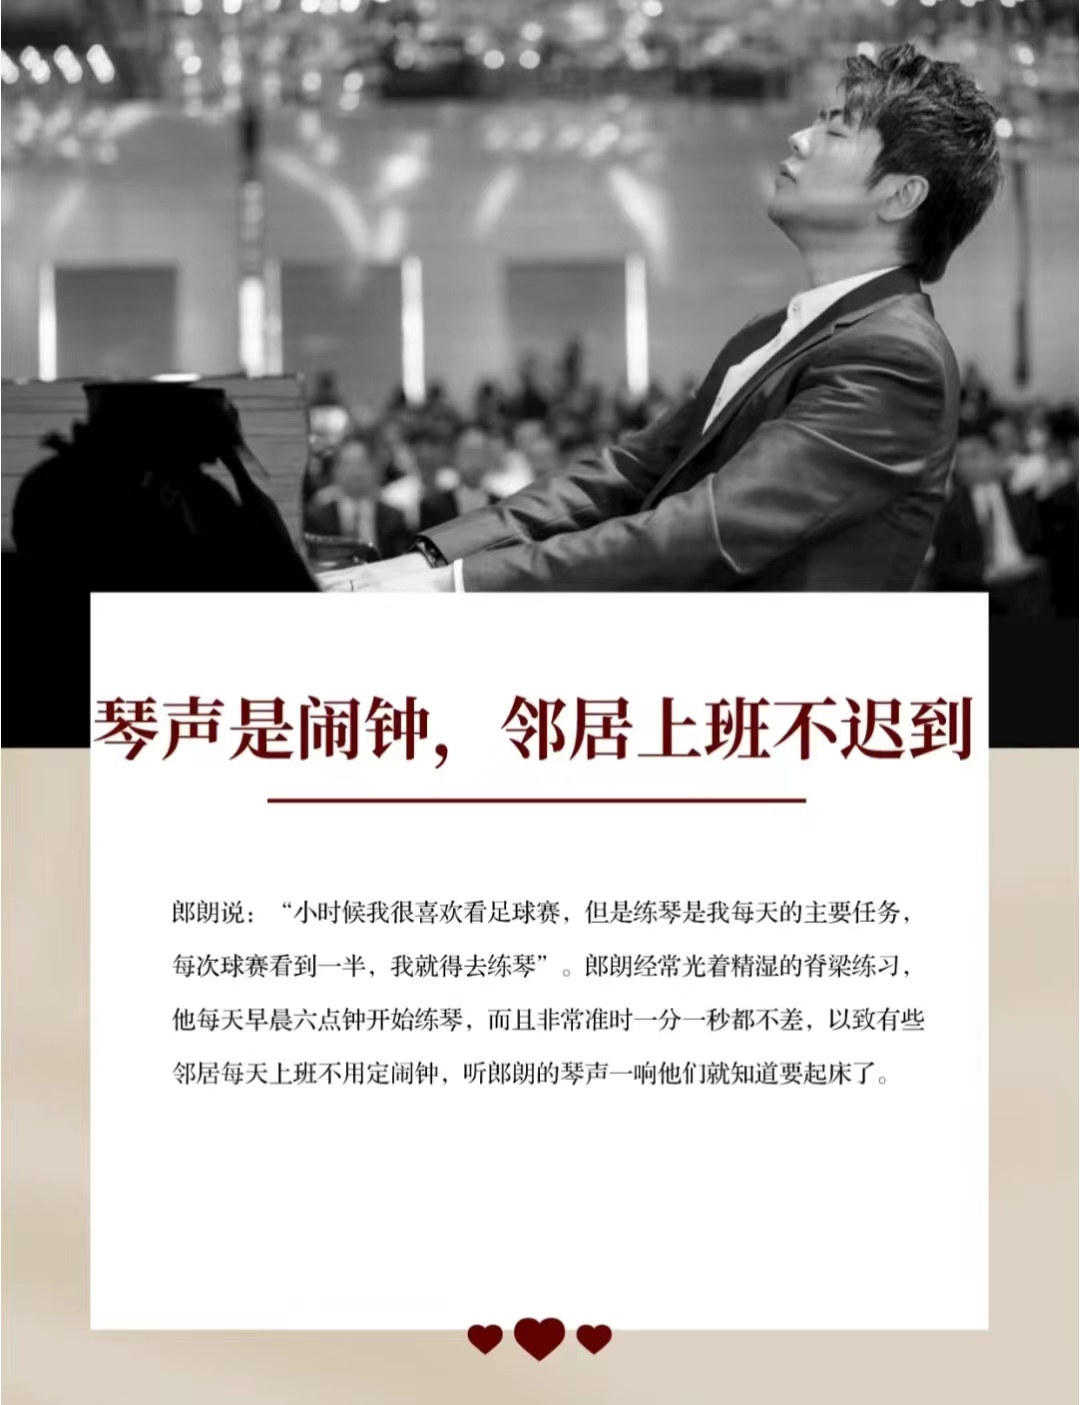 琴声是闹钟，邻居上班不迟到
郎朗说：“小时候我很喜欢看足球赛，但是练琴是我每天的主要任务，
每次球赛看到一半，我就得去练琴”。郎朗经常光着精湿的脊梁练习，
他每天早晨六点钟开始练琴，而且非常准时一分一秒都不差，以致有些
邻居每天上班不用定闹钟，听郎朗的琴声一响他们就知道要起床了。